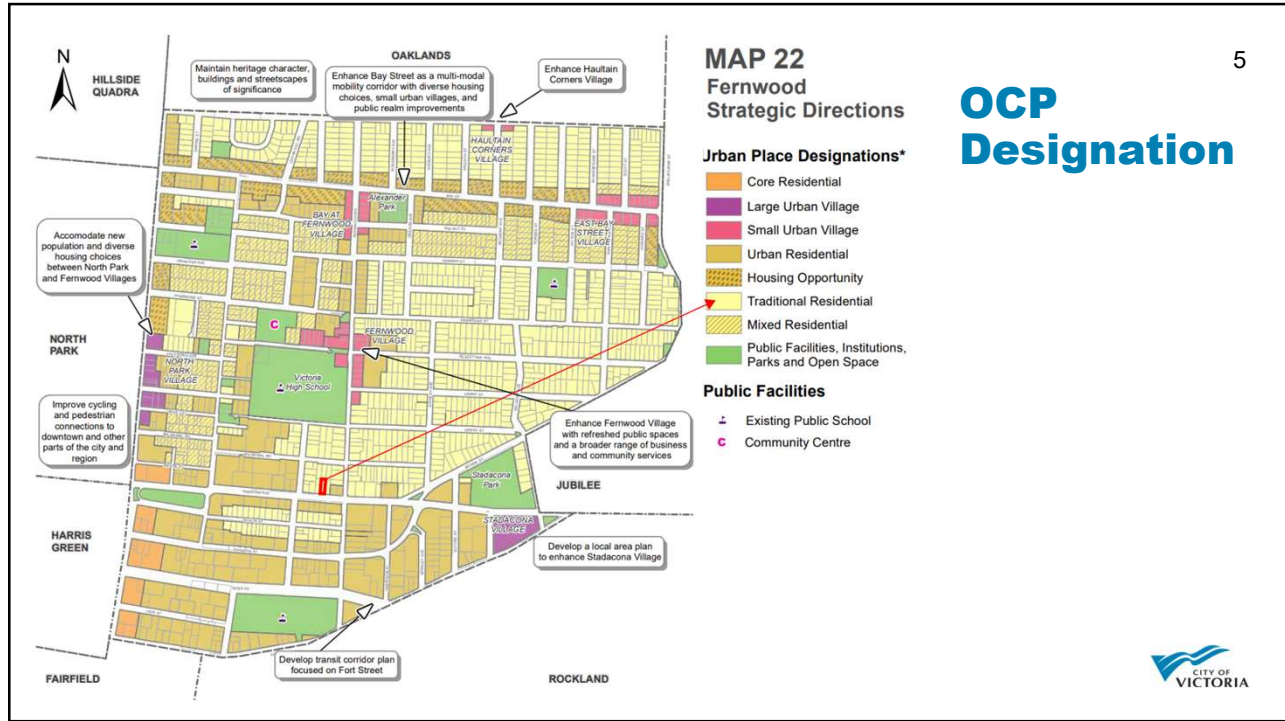 5
OCP
Designation
MAP 22
Fernwood
Strategic Directions
Urban Place Designations*
Core Residential
Large Urban Village
Small Urban Village
Urban Residential
Housing Opportunity
Traditional Residential
Mixed Residential
Public Facilities, Institutions,
Parks and Open Space
Public Facilities
Existing Public School
C
Community Centre
N
HILLSIDE
QUADRA
OAKLANDS
Maintain heritage character,
buildings and streetscapes
of significance
Enhance Bay Street as a multi-modal
mobility corridor with diverse housing
choices, small urban villages, and
public realm improvements
Enhance Haultain
Corners Village
HAULTAIN
CORNERS
VILLAGE
Alexander
Park
BAY AT
FERNWOOD
VILLAGE
EAST BAY
STREET
VILLAGE
Accomodate new
population and diverse
housing choices
between North Park
and Fernwood Villages
NORTH
PARK
C
FERNWOOD
VILLAGE
NORTH
PARK
VILLAGE
Victoria
High School
Improve cycling
and pedestrian
connections to
downtown and other
parts of the city and
region
Enhance Fernwood Village
with refreshed public spaces
and a broader range of business
and community services
Stadacona
Park
JUBILEE
STADACONA
VILLAGE
HARRIS
GREEN
Develop a local area plan
to enhance Stadacona Village
Develop transit corridor plan
focused on Fort Street
FAIRFIELD
ROCKLAND
CITY OF
VICTORIA